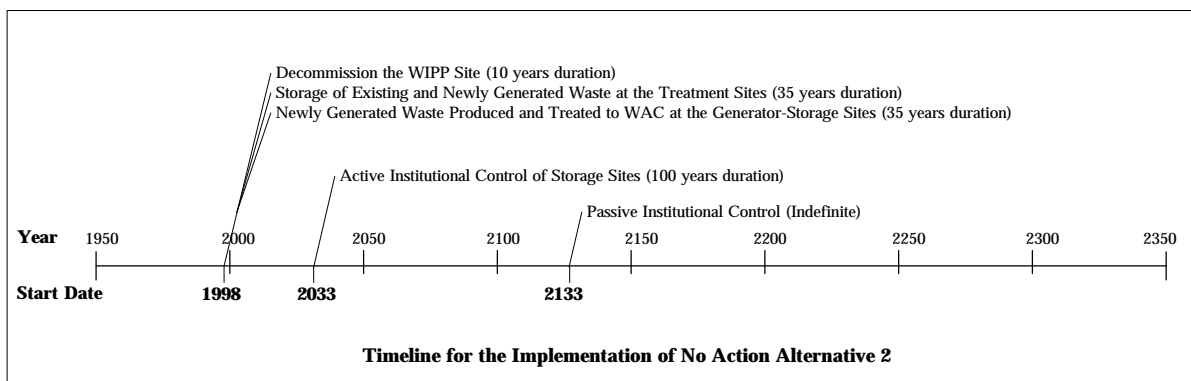 Decommission the WIPP Site (10 years duration)
Storage of Existing and Newly Generated Waste at the Treatment Sites (35 years duration)
Newly Generated Waste Produced and Treated to WAC at the Generator-Storage Sites (35 years duration)
Active Institutional Control of Storage Sites (100 years duration)
Passive Institutional Control (Indefinite)
Year 1950 2000 2050 2100 2150 2200 2250 2300 2350
Start Date 1998 2033 2133
Timeline for the Implementation of No Action Alternative 2